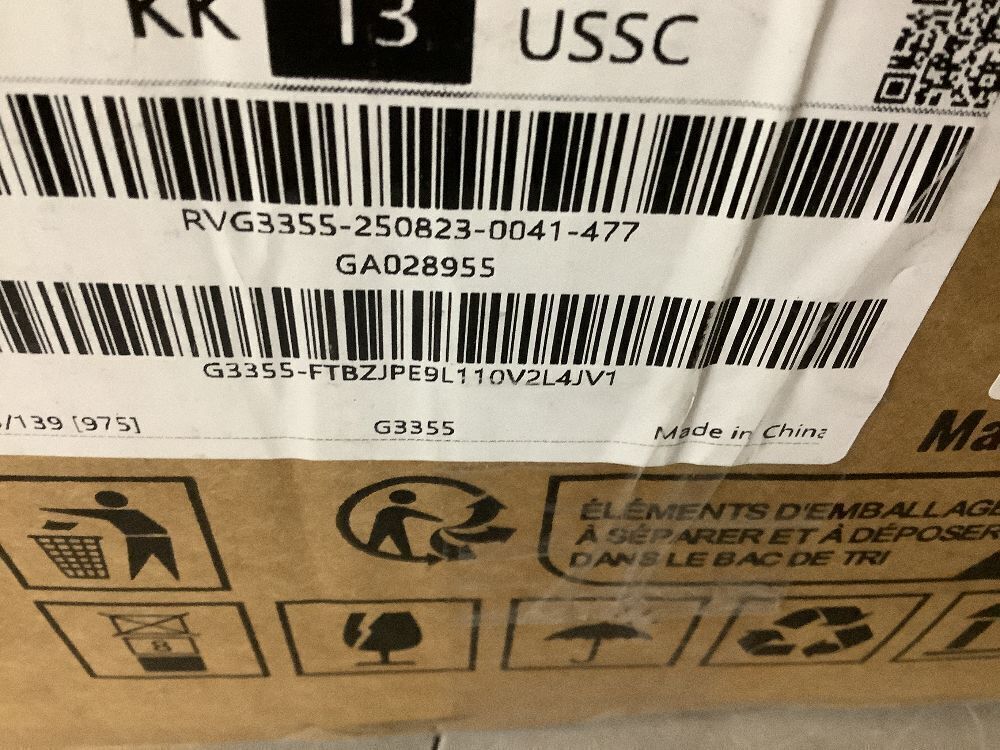 KK 13 USSC
RVG3355-250823-0041-477
GA028955
G3355-FTBZJPE9L110V2L4JV1
/139 [975] G3355 Made in China
Ma
ÉLÉMENTS D'EMBALLAGE
À SÉPARER ET À DÉPOSER
DANS LE BAC DE TRI
8